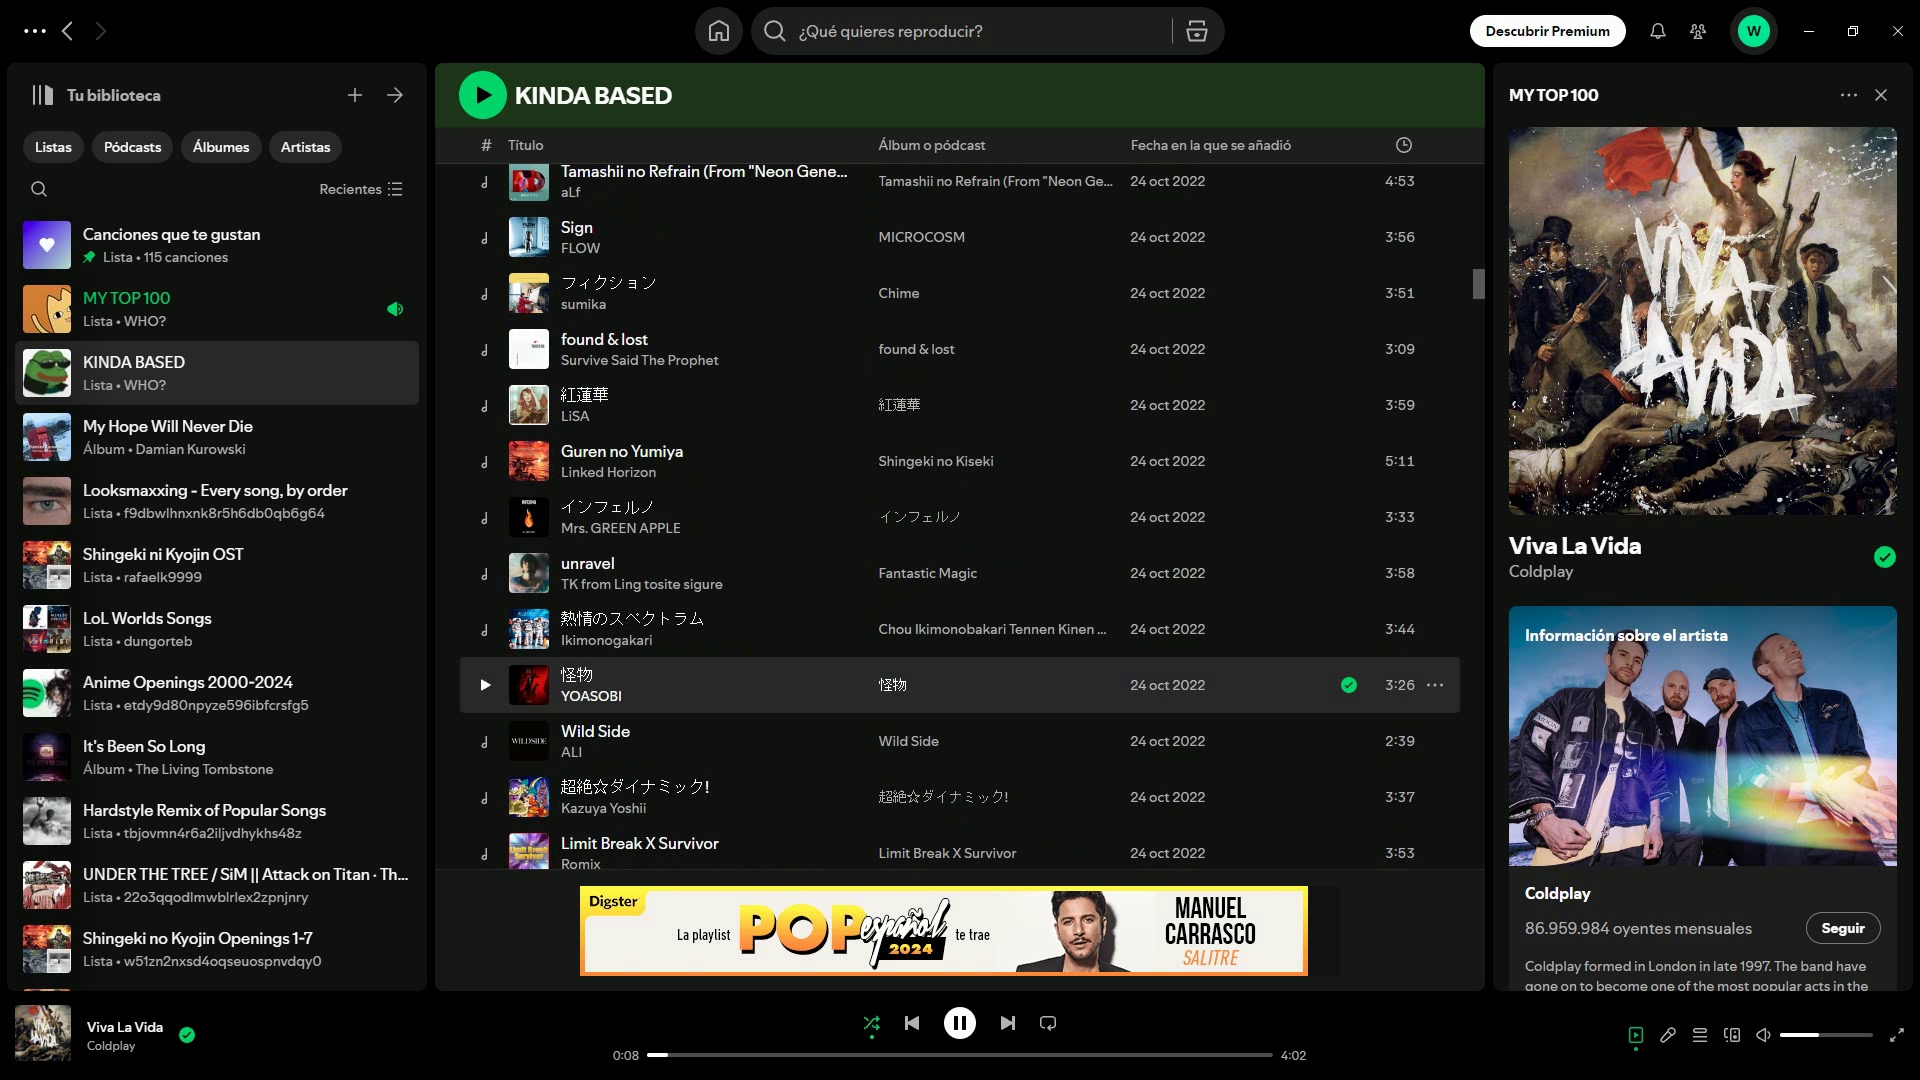 ¿Qué quieres reproducir?
Descubrir Premium
W
Tu biblioteca
Listas
Pódcasts
Álbumes
Artistas
Recientes
Canciones que te gustan
Lista • 115 canciones
MY TOP 100
Lista • WHO?
KINDA BASED
Lista • WHO?
My Hope Will Never Die
Álbum • Damian Kurowski
Looksmaxxing - Every song, by order
Lista • f9dbwlhnxnk8r5h6db0qb6g64
Shingeki ni Kyojin OST
Lista • rafaelk9999
LoL Worlds Songs
Lista • dungorteb
Anime Openings 2000-2024
Lista • etdy9d80npyze596ibfcrsfg5
It's Been So Long
Álbum • The Living Tombstone
Hardstyle Remix of Popular Songs
Lista • tbjovmn4r6a2iljvdhykhs48z
UNDER THE TREE / SiM || Attack on Titan · Th...
Lista • 22o3qqodlmwblrlex2zpnjnry
Shingeki no Kyojin Openings 1-7
Lista • w51zn2nxsd4oqseuospnvdqy0
KINDA BASED
# Título Álbum o pódcast Fecha en la que se añadió
Tamashii no Refrain (From "Neon Gene...
aLf
Tamashii no Refrain (From "Neon Ge... 24 oct 2022 4:53
Sign
FLOW
MICROCOSM 24 oct 2022 3:56
フィクション
sumika
Chime 24 oct 2022 3:51
found & lost
Survive Said The Prophet
found & lost 24 oct 2022 3:09
紅蓮華
LiSA
紅蓮華 24 oct 2022 3:59
Guren no Yumiya
Linked Horizon
Shingeki no Kiseki 24 oct 2022 5:11
インフェルノ
Mrs. GREEN APPLE
インフェルノ 24 oct 2022 3:33
unravel
TK from Ling tosite sigure
Fantastic Magic 24 oct 2022 3:58
熱情のスペクトラム
Ikimonogakari
Chou Ikimonobakari Tennen Kinen ... 24 oct 2022 3:44
怪物
YOASOBI
怪物 24 oct 2022 3:26
WILDSIDE
Wild Side
ALI
Wild Side 24 oct 2022 2:39
超絶☆ダイナミック!
Kazuya Yoshii
超絶☆ダイナミック! 24 oct 2022 3:37
Limit Break X Survivor
Romix
Limit Break X Survivor 24 oct 2022 3:53
Digster
La playlist POP español 2024 te trae
MANUEL
CARRASCO
SALITRE
MY TOP 100
VIVA
LA VIDA
Viva La Vida
Coldplay
Información sobre el artista
Coldplay
86.959.984 oyentes mensuales
Seguir
Coldplay formed in London in late 1997. The band have
gone on to become one of the most popular acts in the
Viva La Vida
Coldplay
0:08
4:02